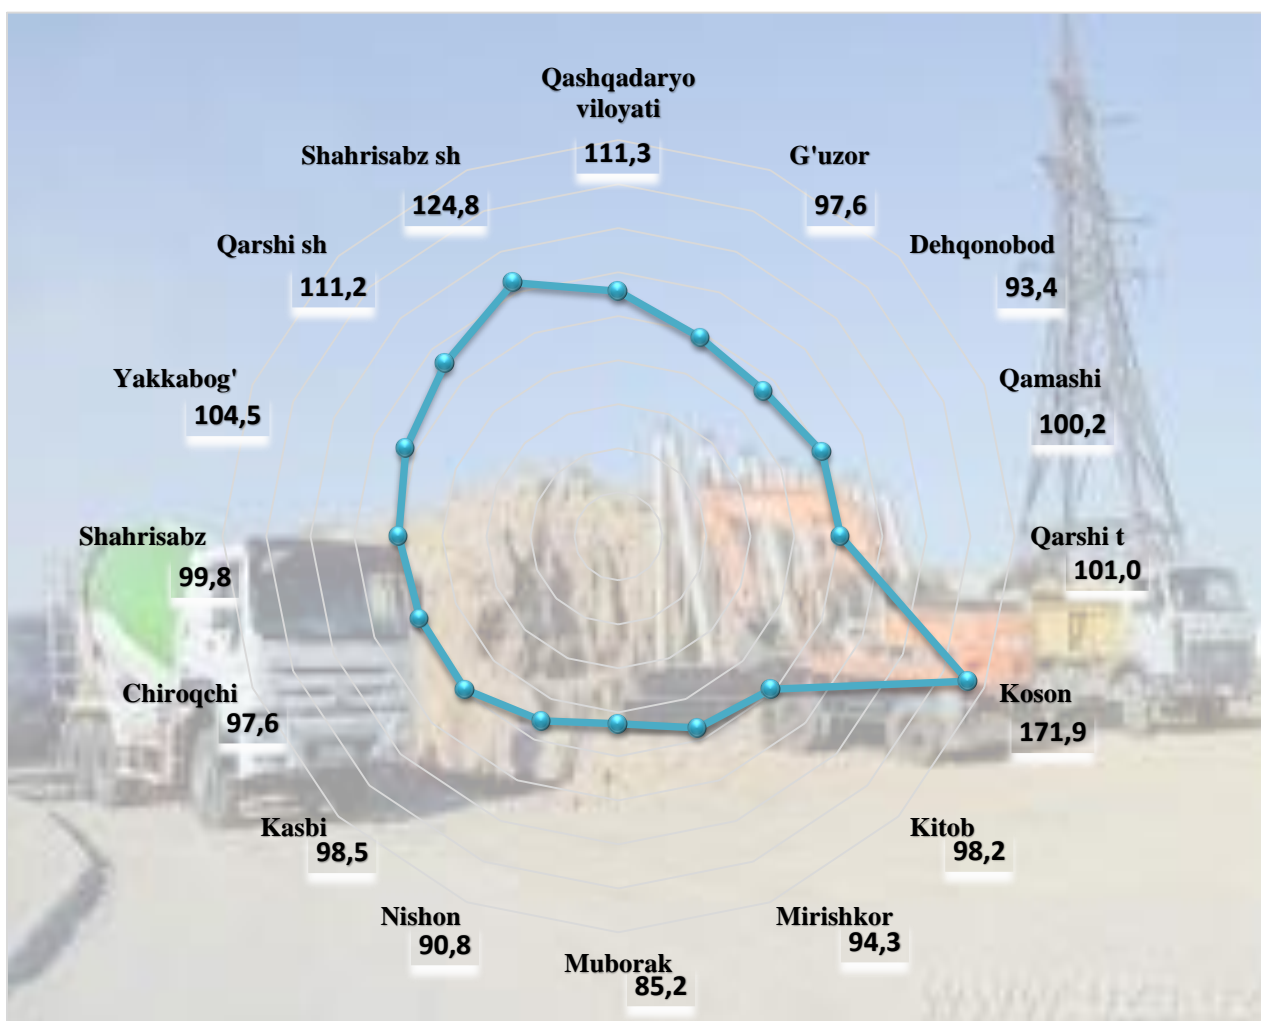 Qashqadaryo
viloyati
111,3
G'uzor
97,6
Dehqonobod
93,4
Qamashi
100,2
Qarshi t
101,0
Koson
171,9
Kitob
98,2
Mirishkor
94,3
Muborak
85,2
Nishon
90,8
Kasbi
98,5
Chiroqchi
97,6
Shahrisabz
99,8
Yakkabog'
104,5
Qarshi sh
111,2
Shahrisabz sh
124,8